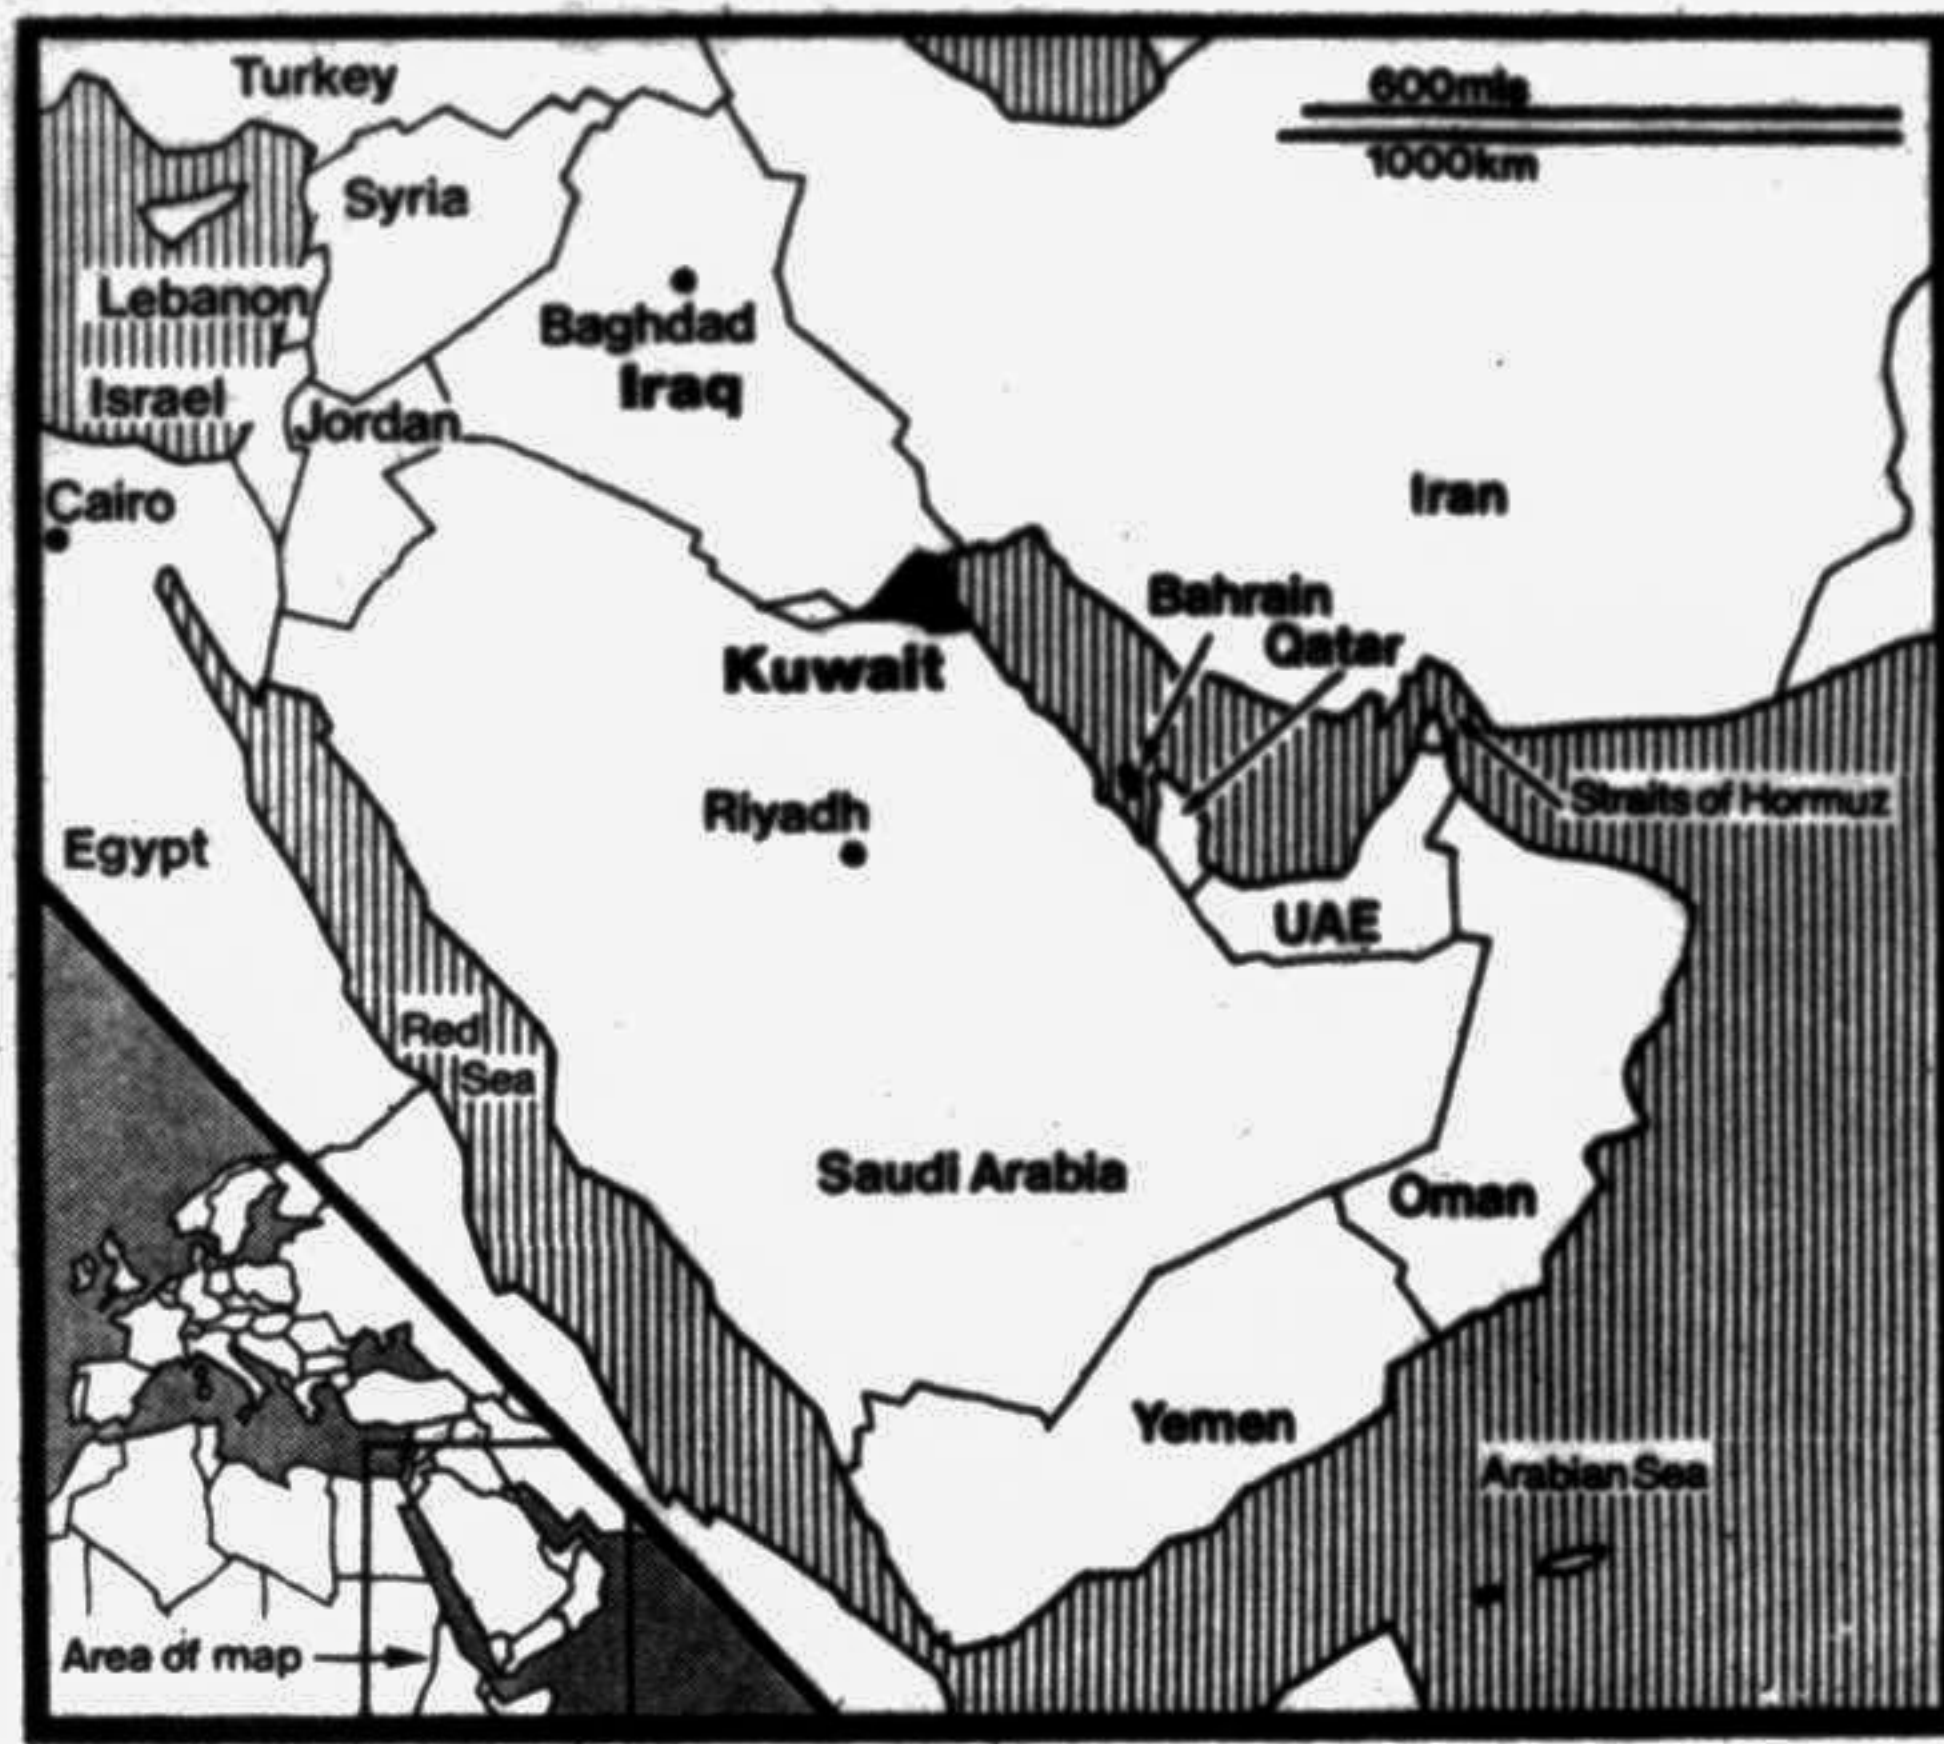 Turkey
600mls
1000km
Syria
Lebanon
Baghdad
Iraq
Israel
Jordan
Cairo
Iran
Bahrain
Qatar
Kuwait
Straits of Hormuz
Riyadh
Egypt
UAE
Red
Sea
Saudi Arabia
Oman
Yemen
Arabian Sea
Area of map